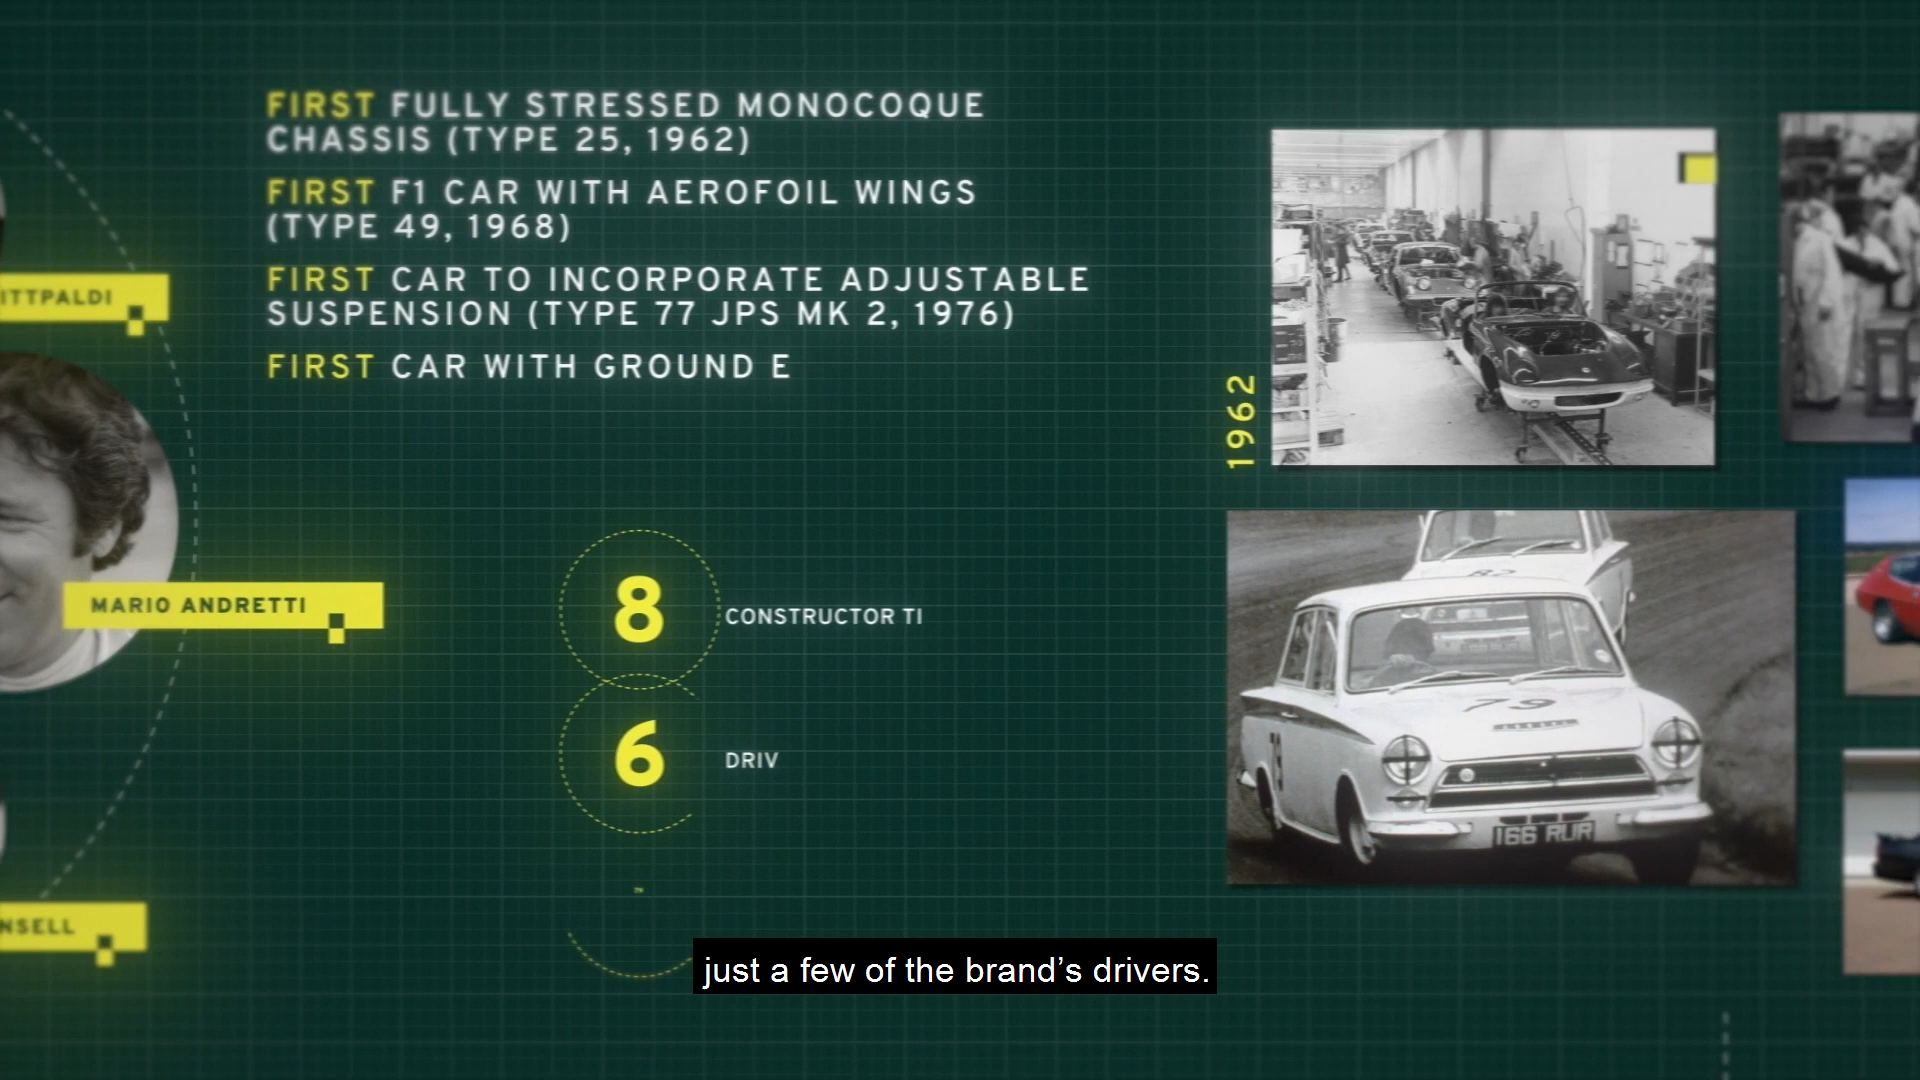 FIRST FULLY STRESSED MONOCOQUE
CHASSIS (TYPE 25, 1962)
FIRST F1 CAR WITH AEROFOIL WINGS
(TYPE 49, 1968)
FIRST CAR TO INCORPORATE ADJUSTABLE
SUSPENSION (TYPE 77 JPS MK 2, 1976)
FIRST CAR WITH GROUND E
ITTPALDI
MARIO ANDRETTI
NSELL
8 CONSTRUCTOR TI
6 DRIV
1962
82
79
79
166 RUR
just a few of the brand’s drivers.